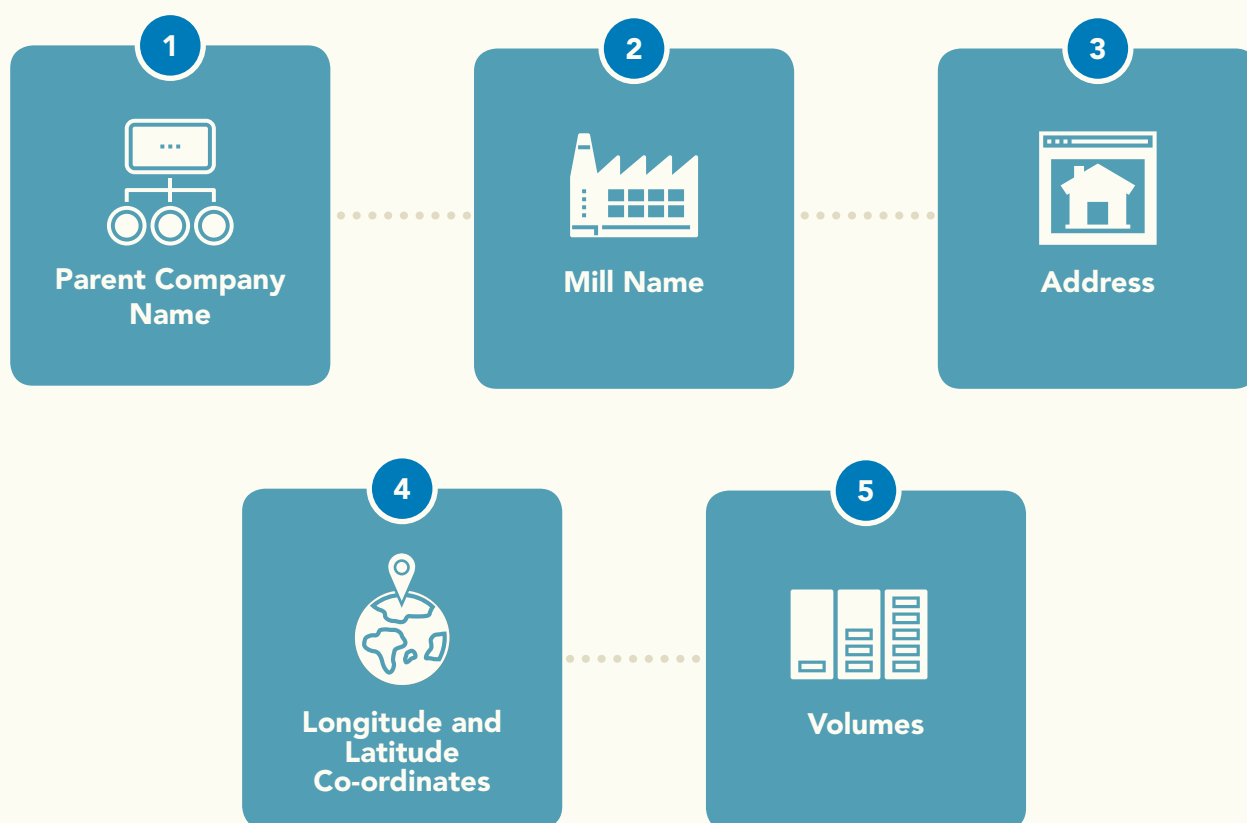 1
Parent Company
Name
2
Mill Name
3
Address
4
Longitude and
Latitude
Co-ordinates
5
Volumes